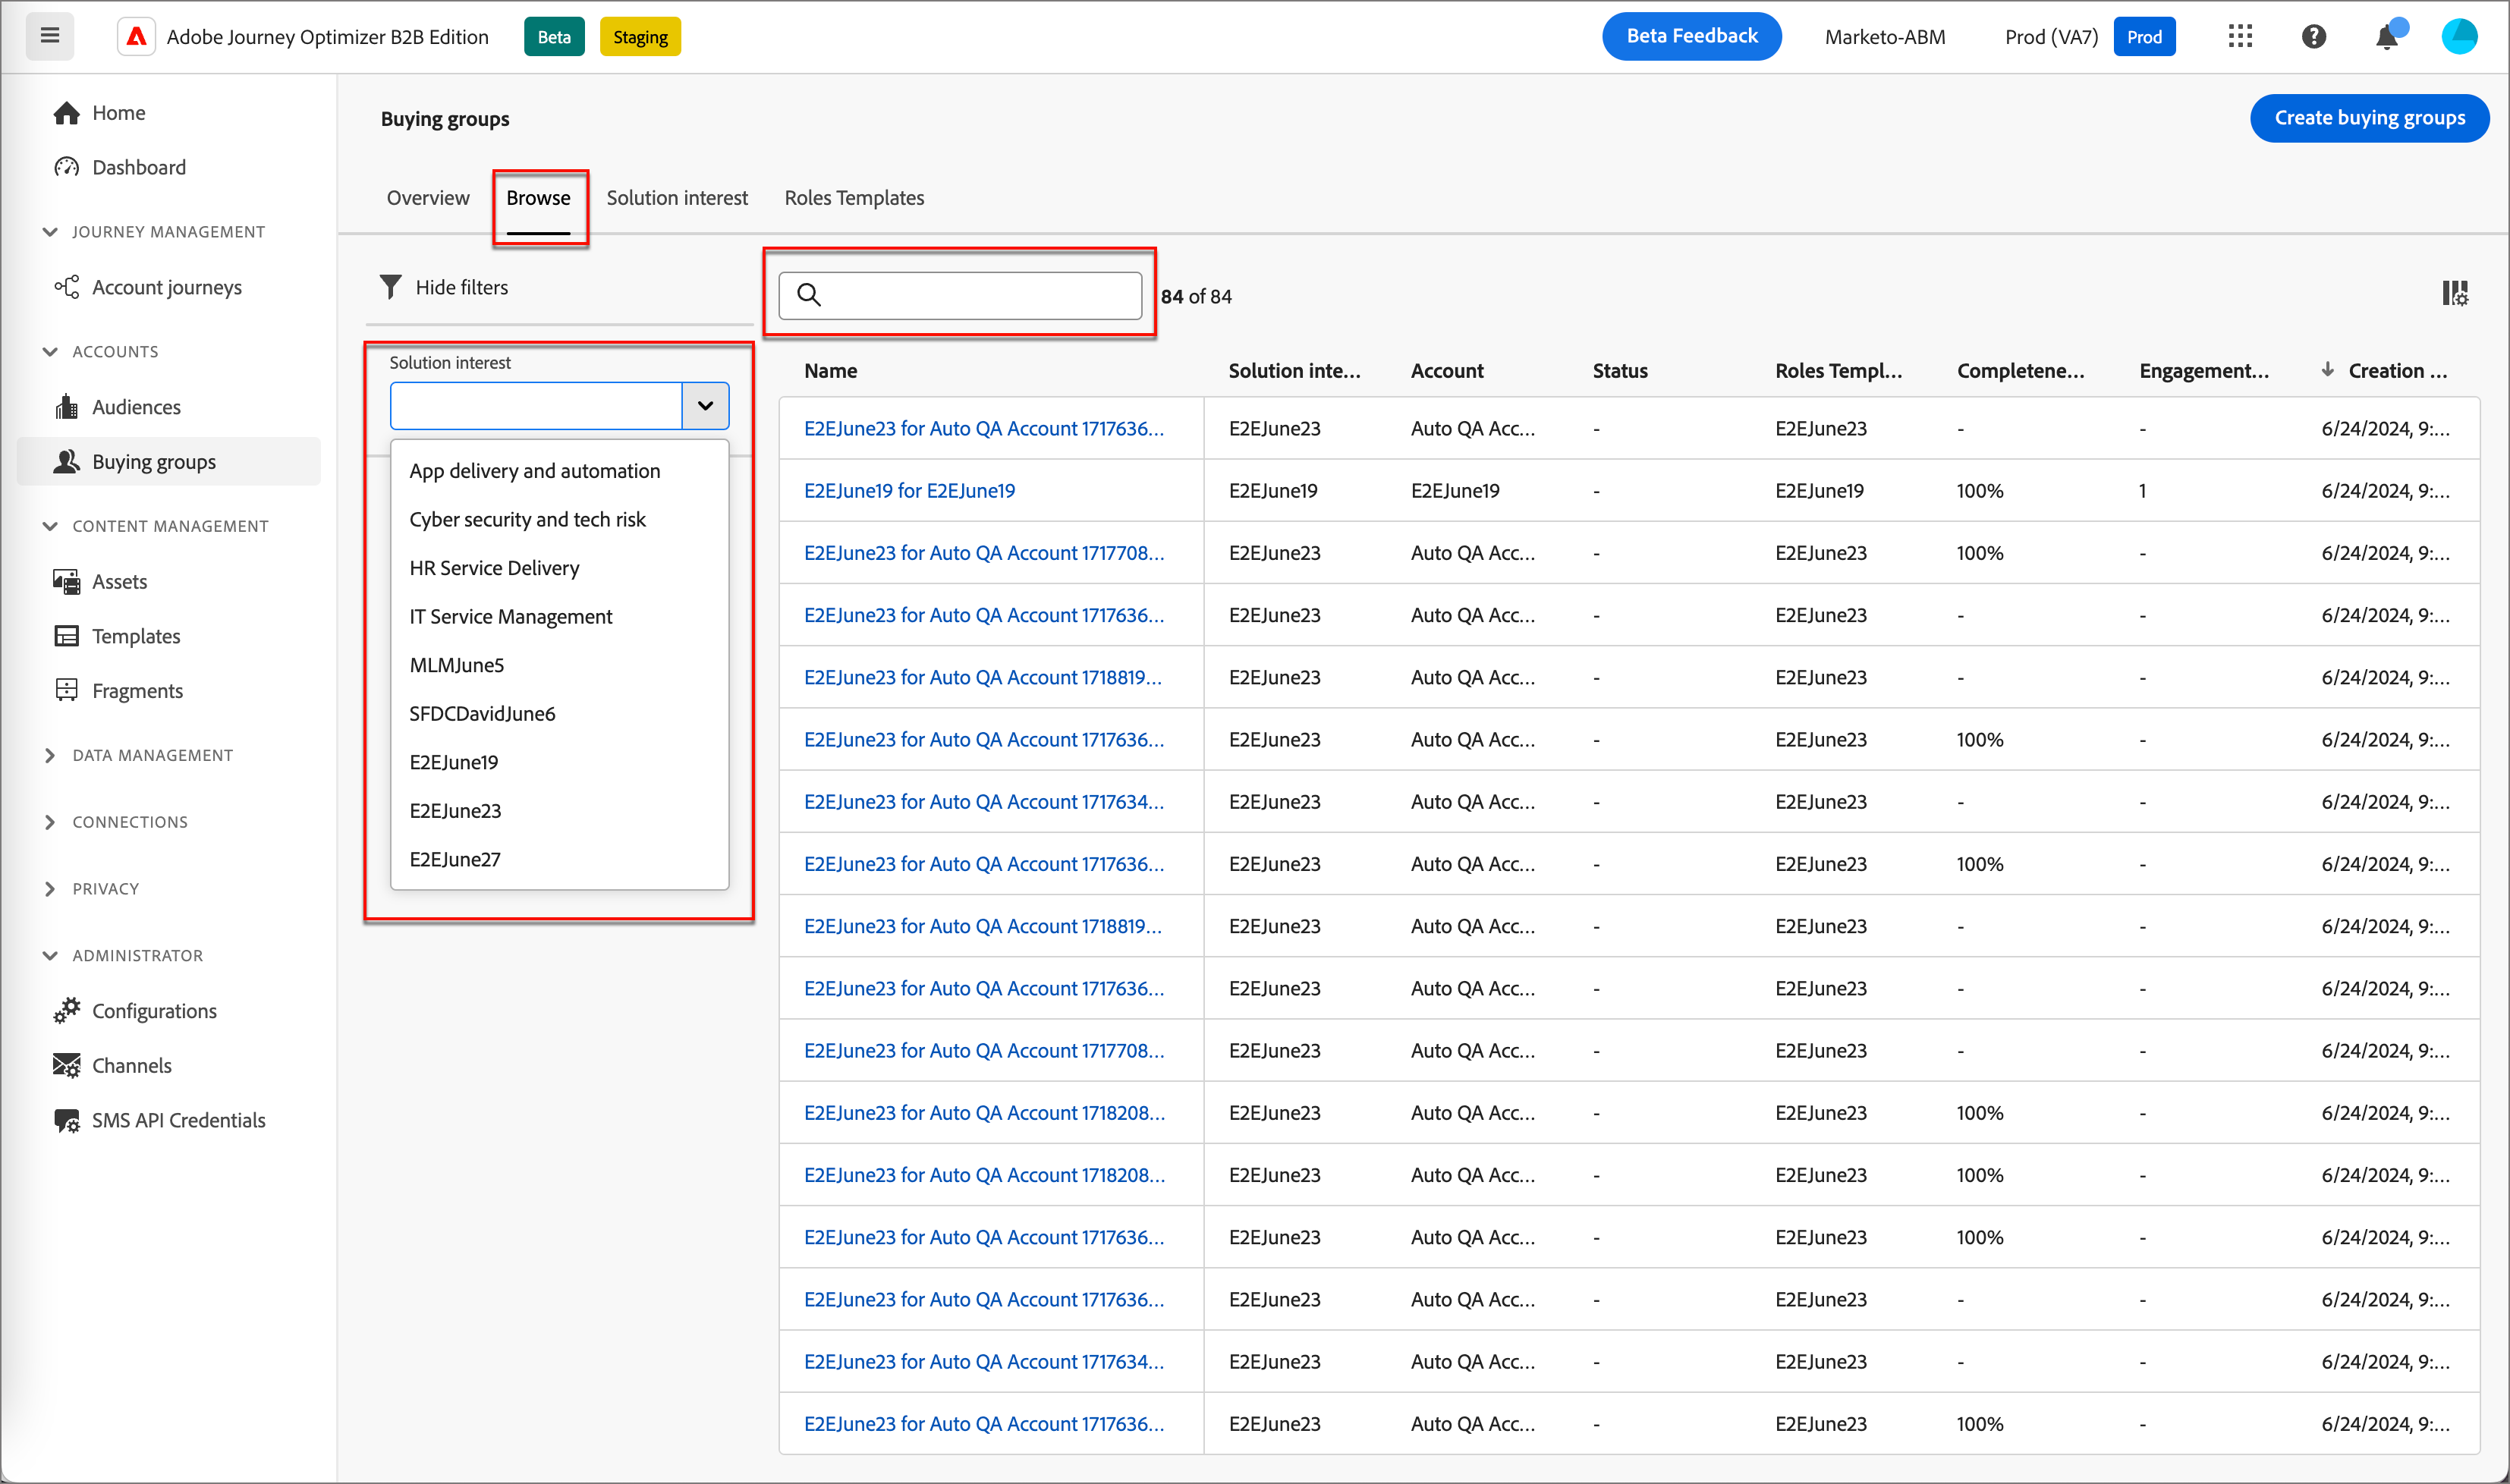 Adobe Journey Optimizer B2B Edition Beta Staging Beta Feedback Marketo-ABM Prod (VA7) Prod
Home
Dashboard
JOURNEY MANAGEMENT
Account journeys
ACCOUNTS
Audiences
Buying groups
CONTENT MANAGEMENT
Assets
Templates
Fragments
DATA MANAGEMENT
CONNECTIONS
PRIVACY
ADMINISTRATOR
Configurations
Channels
SMS API Credentials
Buying groups Create buying groups
Overview Browse Solution interest Roles Templates
Hide filters
Solution interest
App delivery and automation
Cyber security and tech risk
HR Service Delivery
IT Service Management
MLMJune5
SFDCDavidJune6
E2EJune19
E2EJune23
E2EJune27
84 of 84
Name Solution inte... Account Status Roles Templ... Completene... Engagement... Creation ...
E2EJune23 for Auto QA Account 1717636... E2EJune23 Auto QA Acc... - E2EJune23 - - 6/24/2024, 9:...
E2EJune19 for E2EJune19 E2EJune19 E2EJune19 - E2EJune19 100% 1 6/24/2024, 9:...
E2EJune23 for Auto QA Account 1717708... E2EJune23 Auto QA Acc... - E2EJune23 100% - 6/24/2024, 9:...
E2EJune23 for Auto QA Account 1717636... E2EJune23 Auto QA Acc... - E2EJune23 - - 6/24/2024, 9:...
E2EJune23 for Auto QA Account 1718819... E2EJune23 Auto QA Acc... - E2EJune23 - - 6/24/2024, 9:...
E2EJune23 for Auto QA Account 1717636... E2EJune23 Auto QA Acc... - E2EJune23 100% - 6/24/2024, 9:...
E2EJune23 for Auto QA Account 1717634... E2EJune23 Auto QA Acc... - E2EJune23 - - 6/24/2024, 9:...
E2EJune23 for Auto QA Account 1717636... E2EJune23 Auto QA Acc... - E2EJune23 100% - 6/24/2024, 9:...
E2EJune23 for Auto QA Account 1718819... E2EJune23 Auto QA Acc... - E2EJune23 - - 6/24/2024, 9:...
E2EJune23 for Auto QA Account 1717636... E2EJune23 Auto QA Acc... - E2EJune23 - - 6/24/2024, 9:...
E2EJune23 for Auto QA Account 1717708... E2EJune23 Auto QA Acc... - E2EJune23 - - 6/24/2024, 9:...
E2EJune23 for Auto QA Account 1718208... E2EJune23 Auto QA Acc... - E2EJune23 100% - 6/24/2024, 9:...
E2EJune23 for Auto QA Account 1718208... E2EJune23 Auto QA Acc... - E2EJune23 100% - 6/24/2024, 9:...
E2EJune23 for Auto QA Account 1717636... E2EJune23 Auto QA Acc... - E2EJune23 100% - 6/24/2024, 9:...
E2EJune23 for Auto QA Account 1717636... E2EJune23 Auto QA Acc... - E2EJune23 - - 6/24/2024, 9:...
E2EJune23 for Auto QA Account 1717634... E2EJune23 Auto QA Acc... - E2EJune23 - - 6/24/2024, 9:...
E2EJune23 for Auto QA Account 1717636... E2EJune23 Auto QA Acc... - E2EJune23 100% - 6/24/2024, 9:...